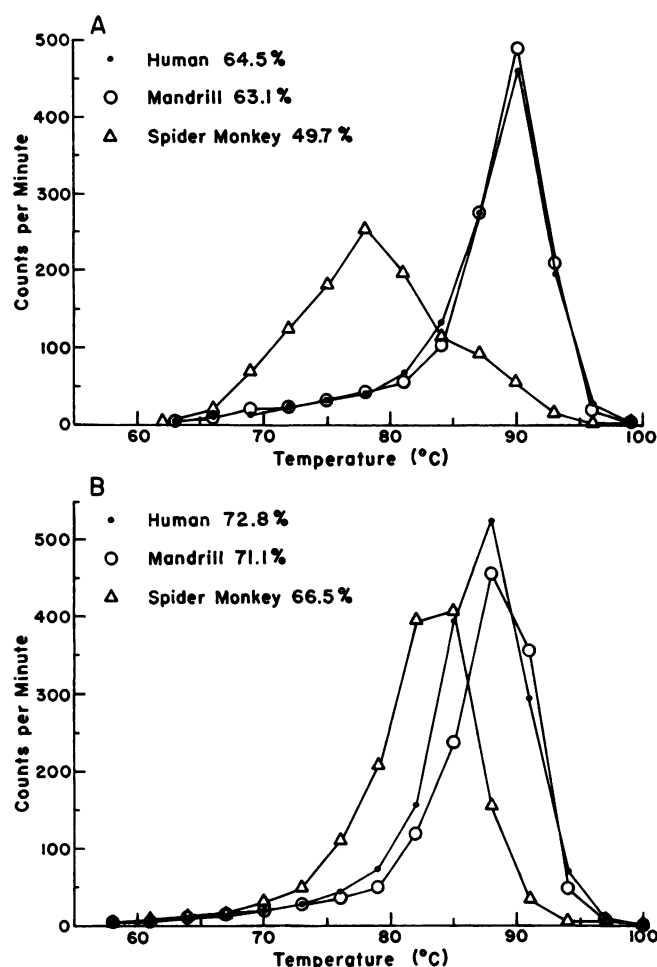 A
Human 64.5%
Mandrill 63.1%
Spider Monkey 49.7%
500
400
300
200
100
0
Counts per Minute
60 70 80 90 100
Temperature (°C)
B
Human 72.8%
Mandrill 71.1%
Spider Monkey 66.5%
500
400
300
200
100
0
Counts per Minute
60 70 80 90 100
Temperature (°C)